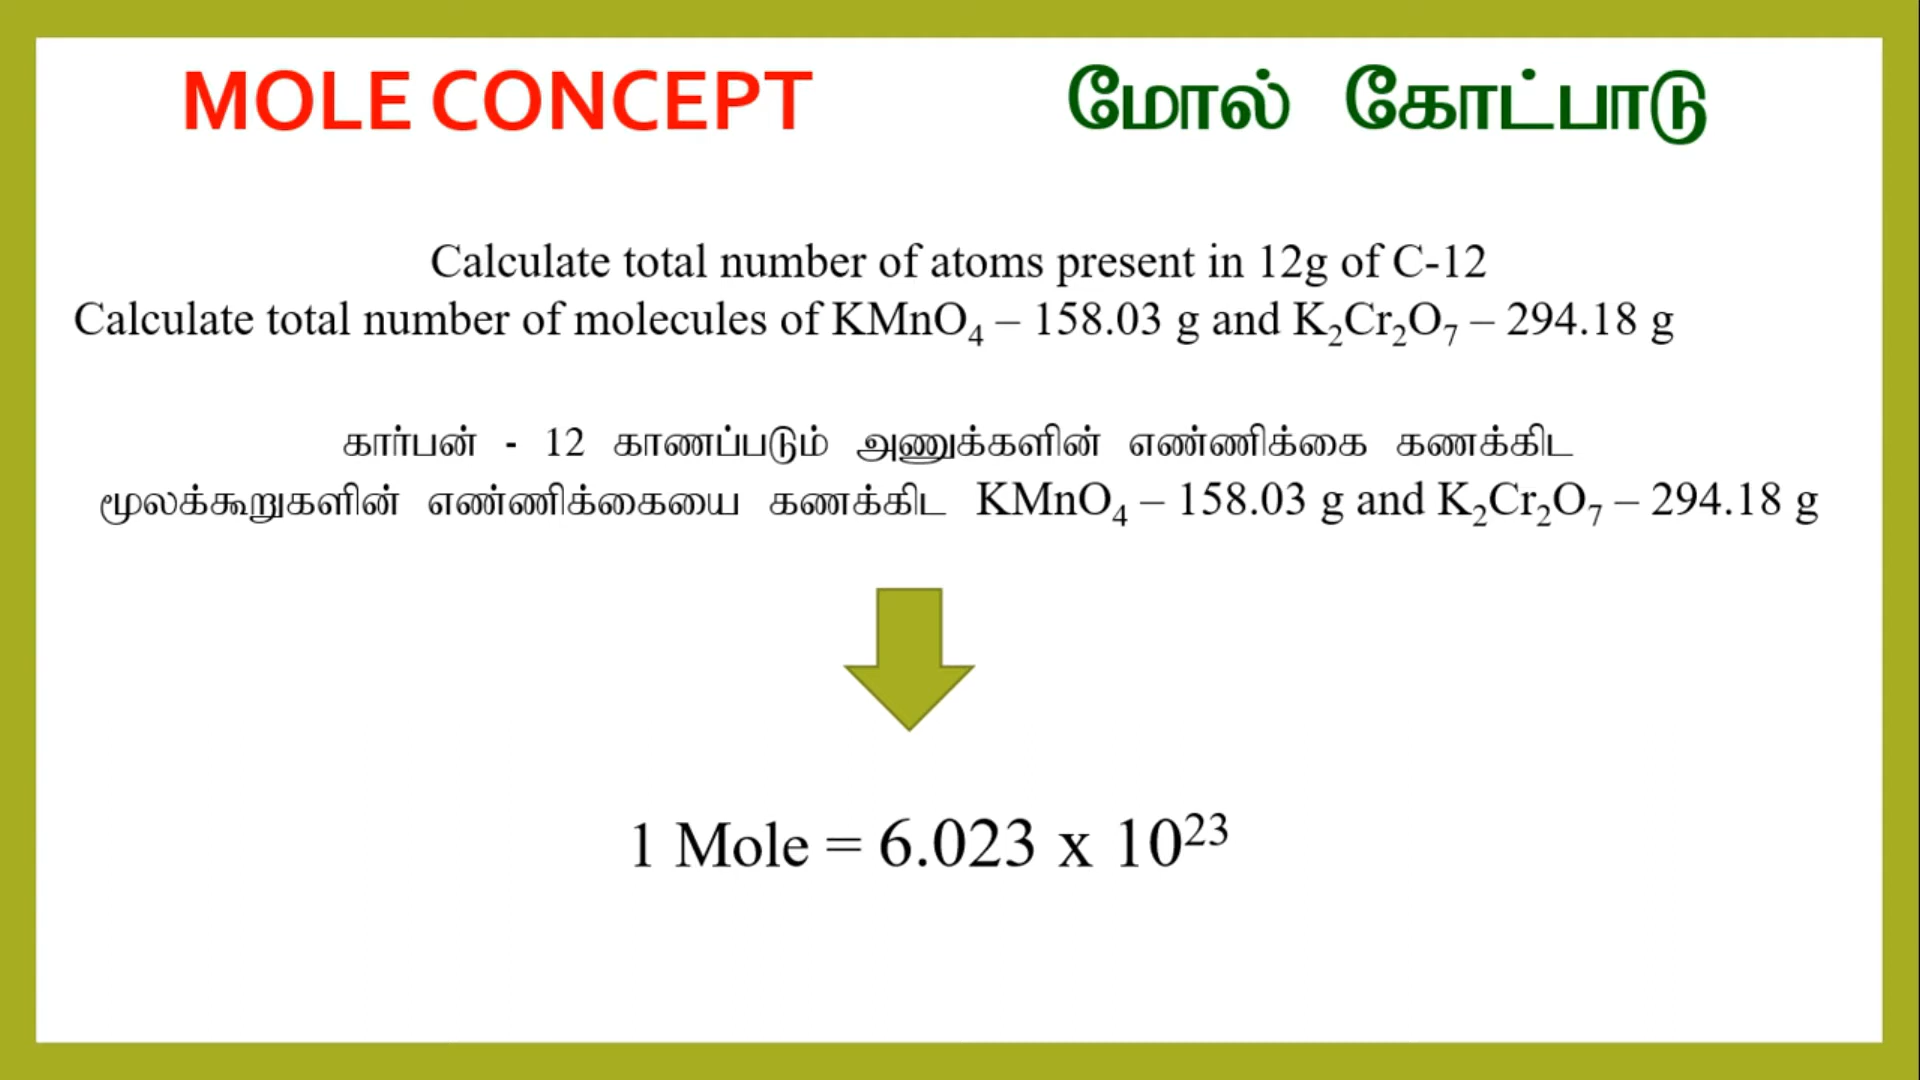 MOLE CONCEPT மோல் கோட்பாடு
Calculate total number of atoms present in 12g of C-12
Calculate total number of molecules of KMnO₄ – 158.03 g and K₂Cr₂O₇ – 294.18 g
கார்பன் - 12 காணப்படும் அணுக்களின் எண்ணிக்கை கணக்கிட
மூலக்கூறுகளின் எண்ணிக்கையை கணக்கிட KMnO₄ – 158.03 g and K₂Cr₂O₇ – 294.18 g
1 Mole = 6.023 x 10²³